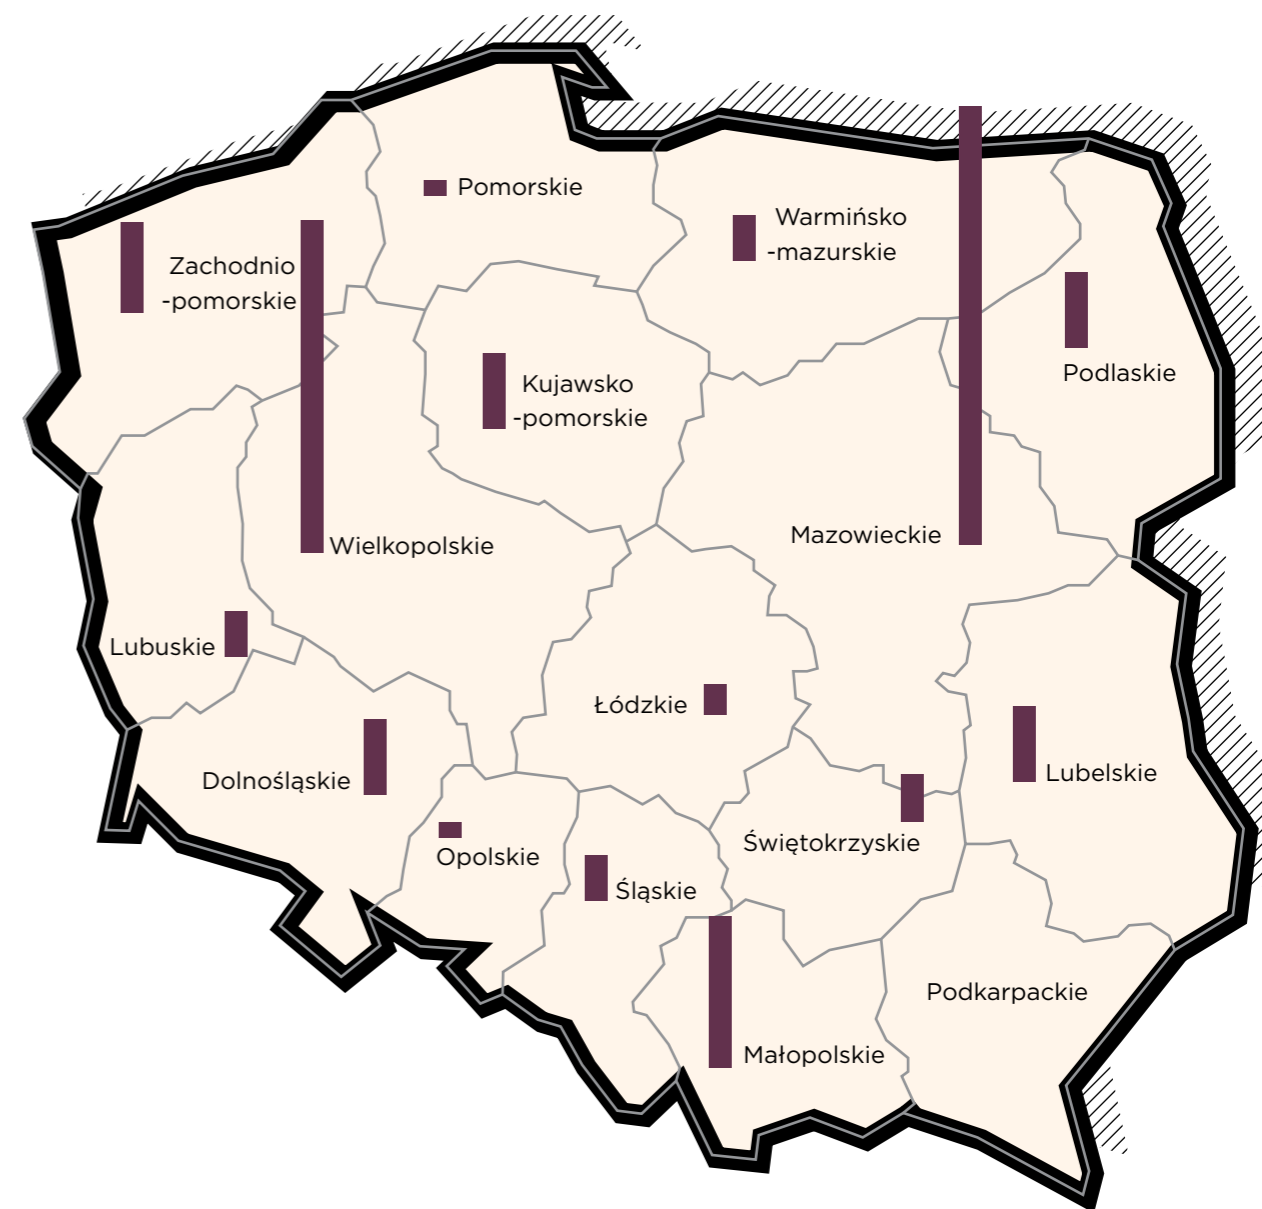 Pomorskie
Warmińsko
-mazurskie
Zachodnio
-pomorskie
Podlaskie
Kujawsko
-pomorskie
Mazowieckie
Wielkopolskie
Lubuskie
Łódzkie
Dolnośląskie
Lubelskie
Świętokrzyskie
Opolskie
Śląskie
Podkarpackie
Małopolskie